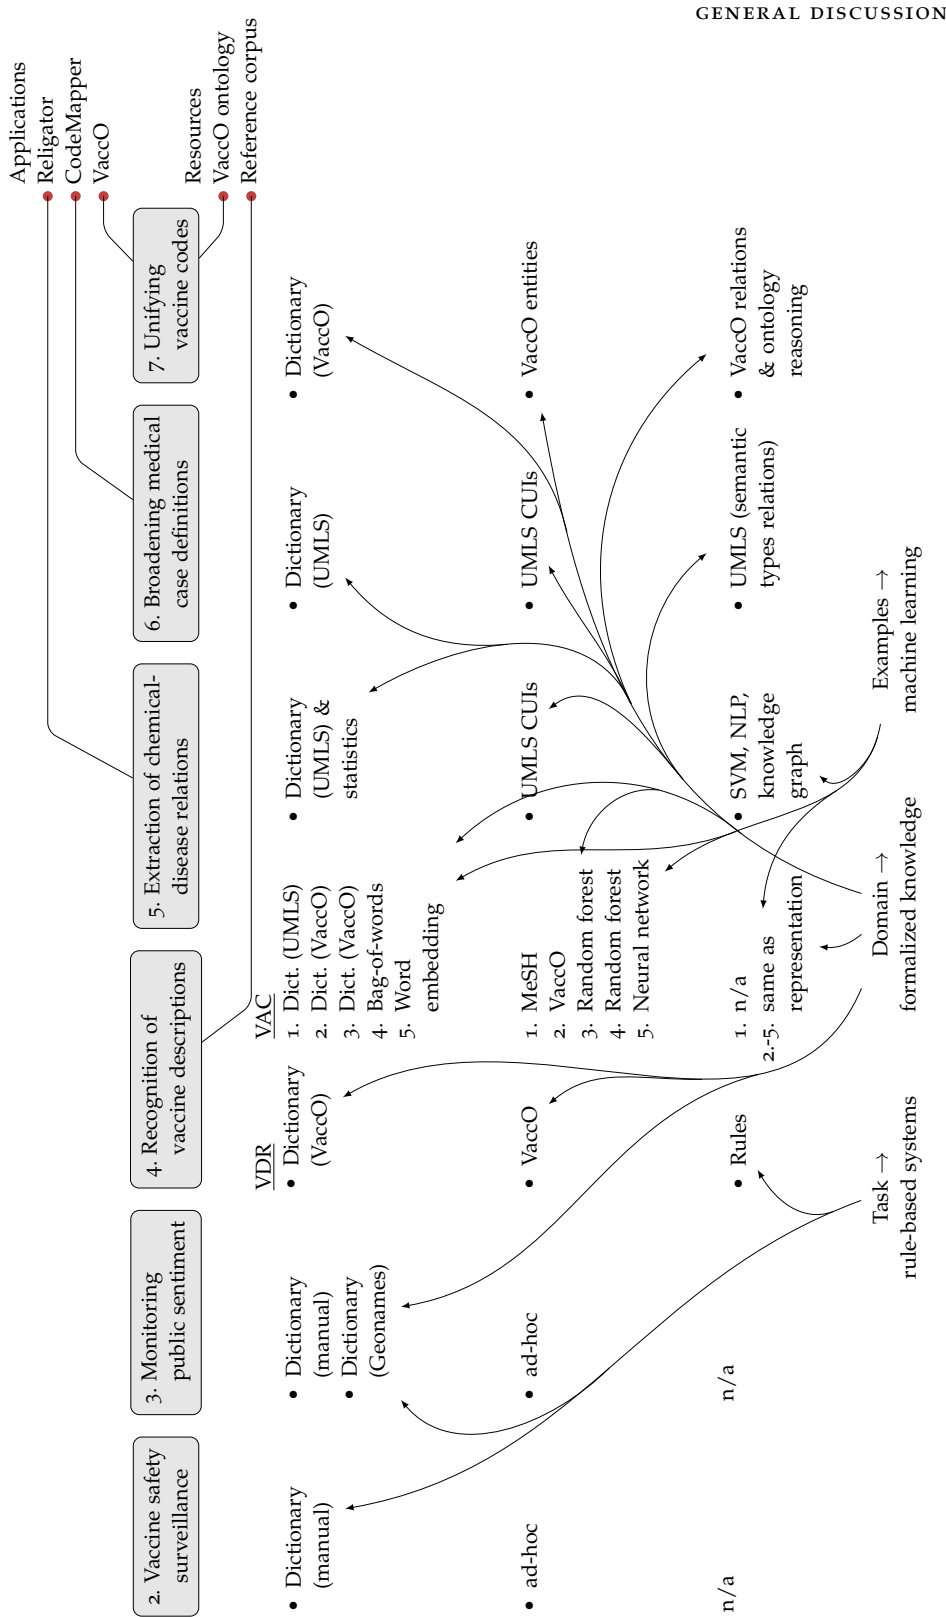 GENERAL DISCUSSION
Applications
Religator
CodeMapper
VaccO
Resources
VaccO ontology
Reference corpus
2. Vaccine safety
surveillance
3. Monitoring
public sentiment
4. Recognition of
vaccine descriptions
5. Extraction of chemical-
disease relations
6. Broadening medical
case definitions
7. Unifying
vaccine codes
• Dictionary
(manual)
• Dictionary
(manual)
• Dictionary
(Geonames)
VDR
• Dictionary
(VaccO)
VAC
1. Dict. (UMLS)
2. Dict. (VaccO)
3. Dict. (VaccO)
4. Bag-of-words
5. Word
embedding
• Dictionary
(UMLS) &
statistics
• Dictionary
(UMLS)
• Dictionary
(VaccO)
• ad-hoc
• ad-hoc
• VaccO
1. MeSH
2. VaccO
3. Random forest
4. Random forest
5. Neural network
• UMLS CUIs
• UMLS CUIs
• VaccO entities
n/a
n/a
• Rules
1. n/a
2.-5. same as
representation
• SVM, NLP,
knowledge
graph
• UMLS (semantic
types relations)
• VaccO relations
& ontology
reasoning
Task →
rule-based systems
Domain →
formalized knowledge
Examples →
machine learning